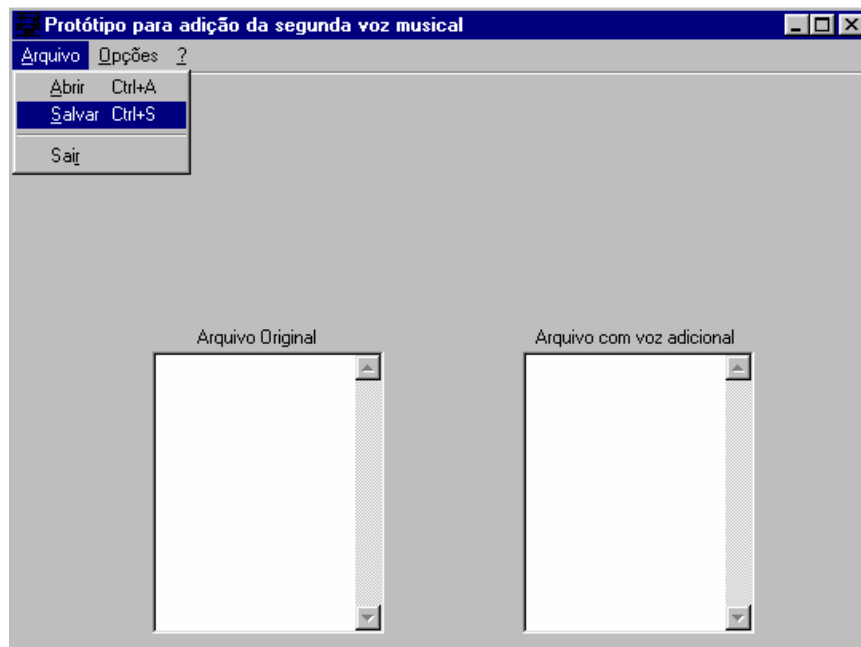 Protótipo para adição da segunda voz musical
Arquivo Opções ?
Abrir Ctrl+A
Salvar Ctrl+S
Sair
Arquivo Original Arquivo com voz adicional